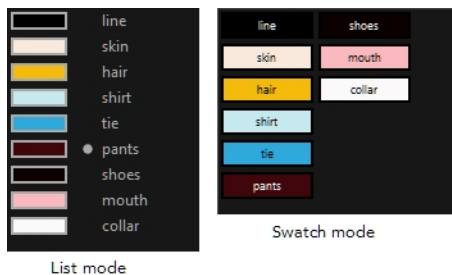 line
skin
hair
shirt
tie
pants
shoes
mouth
collar
List mode
line shoes
skin mouth
hair collar
shirt
tie
pants
Swatch mode